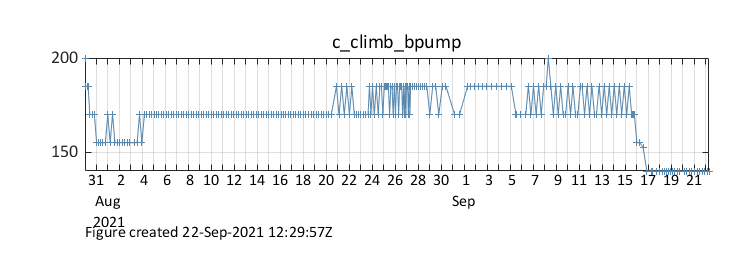 c_climb_bpump
200
150
31 2 4 6 8 10 12 14 16 18 20 22 24 26 28 30 1 3 5 7 9 11 13 15 17 19 21
Aug Sep
2021
Figure created 22-Sep-2021 12:29:57Z